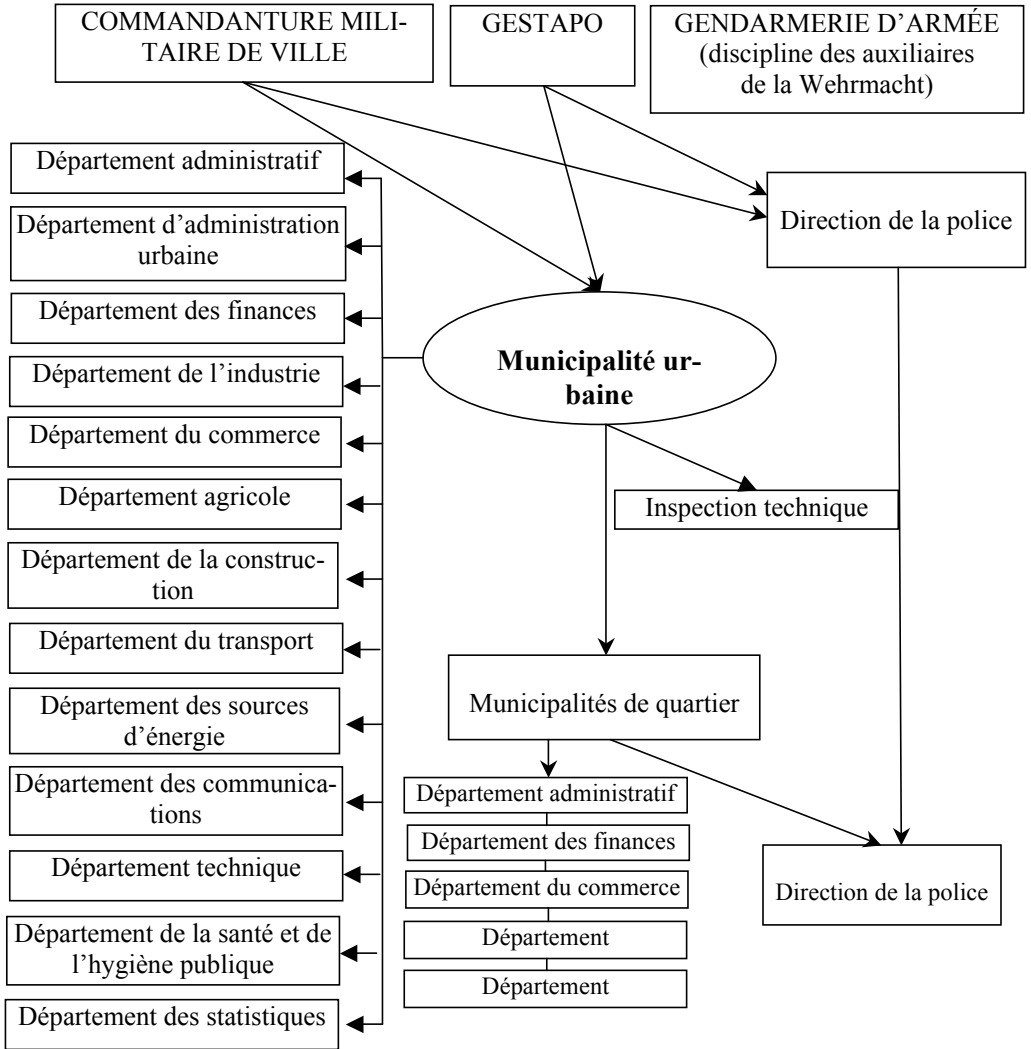 COMMANDANTURE MILI-
TAIRE DE VILLE
GESTAPO
GENDARMERIE D’ARMÉE
(discipline des auxiliaires
de la Wehrmacht)
Département administratif
Département d’administration
urbaine
Département des finances
Département de l’industrie
Département du commerce
Département agricole
Département de la construc-
tion
Département du transport
Département des sources
d’énergie
Département des communica-
tions
Département technique
Département de la santé et de
l’hygiène publique
Département des statistiques
Direction de la police
Municipalité ur-
baine
Inspection technique
Municipalités de quartier
Département administratif
Département des finances
Département du commerce
Département
Département
Direction de la police